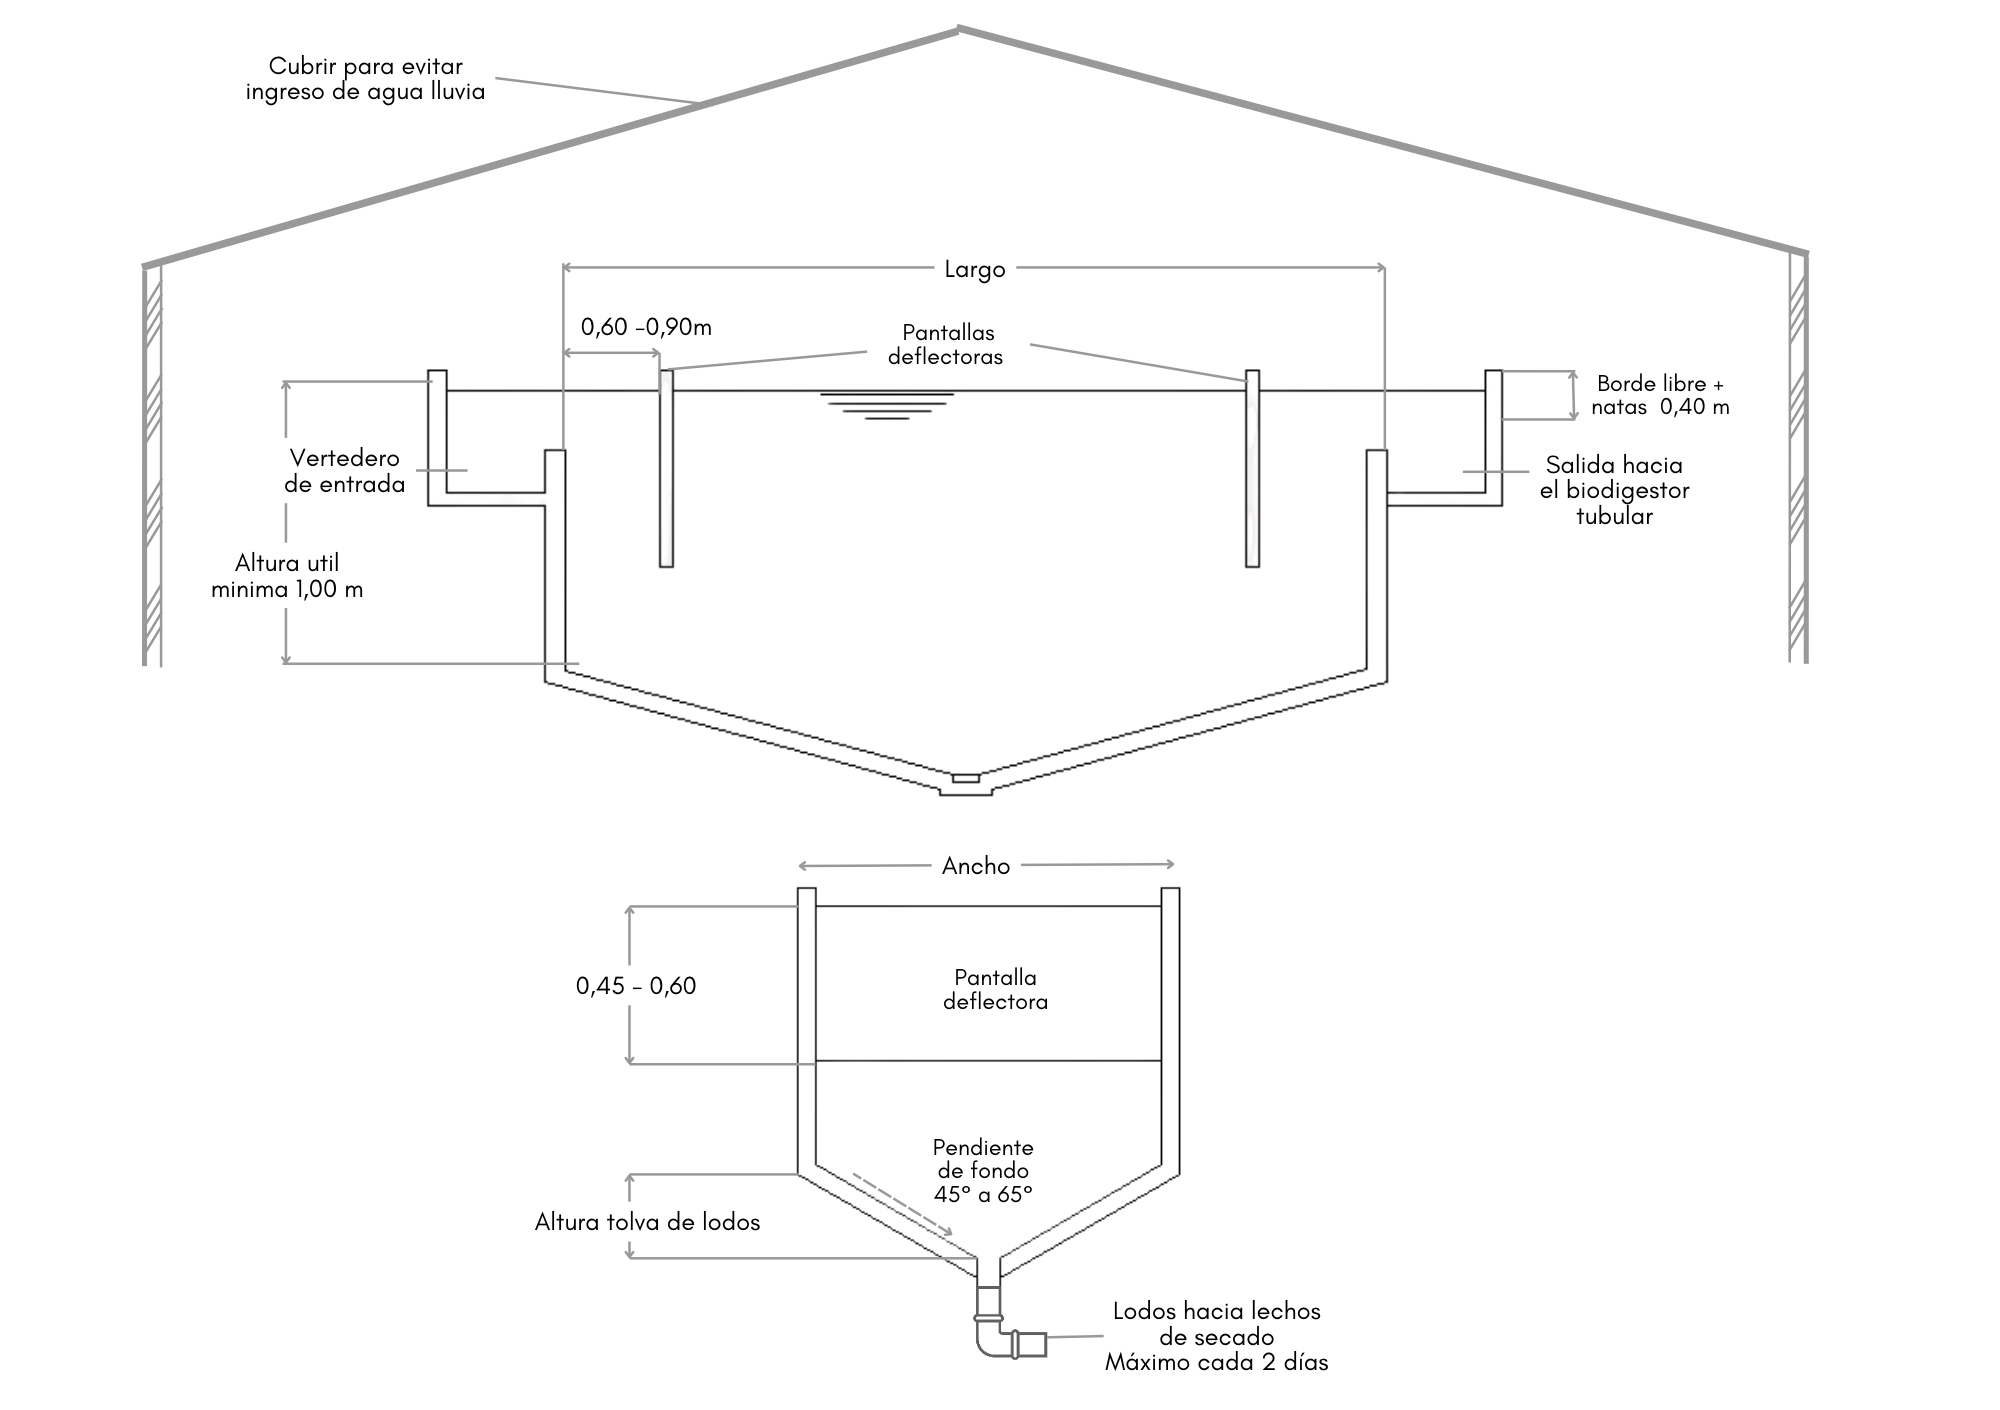 Cubrir para evitar
ingreso de agua lluvia
Largo
0,60 -0,90m
Pantallas
deflectoras
Borde libre +
natas 0,40 m
Vertedero
de entrada
Salida hacia
el biodigestor
tubular
Altura util
minima 1,00 m
Ancho
0,45 - 0,60
Pantalla
deflectora
Pendiente
de fondo
45° a 65°
Altura tolva de lodos
Lodos hacia lechos
de secado
Máximo cada 2 días